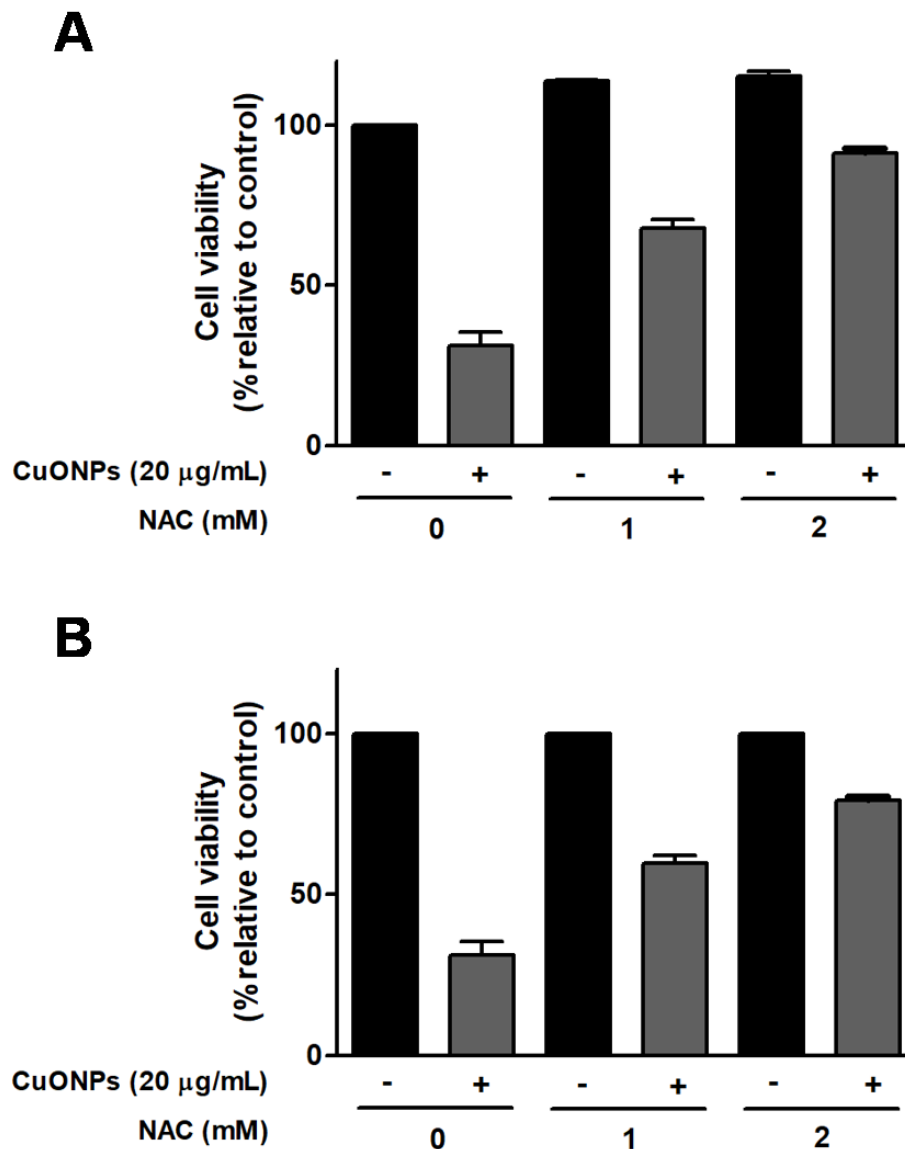 A
Cell viability
(% relative to control)
100
50
0
CuONPs (20 μg/mL) - + - + - +
NAC (mM) 0 1 2
B
Cell viability
(% relative to control)
100
50
0
CuONPs (20 μg/mL) - + - + - +
NAC (mM) 0 1 2